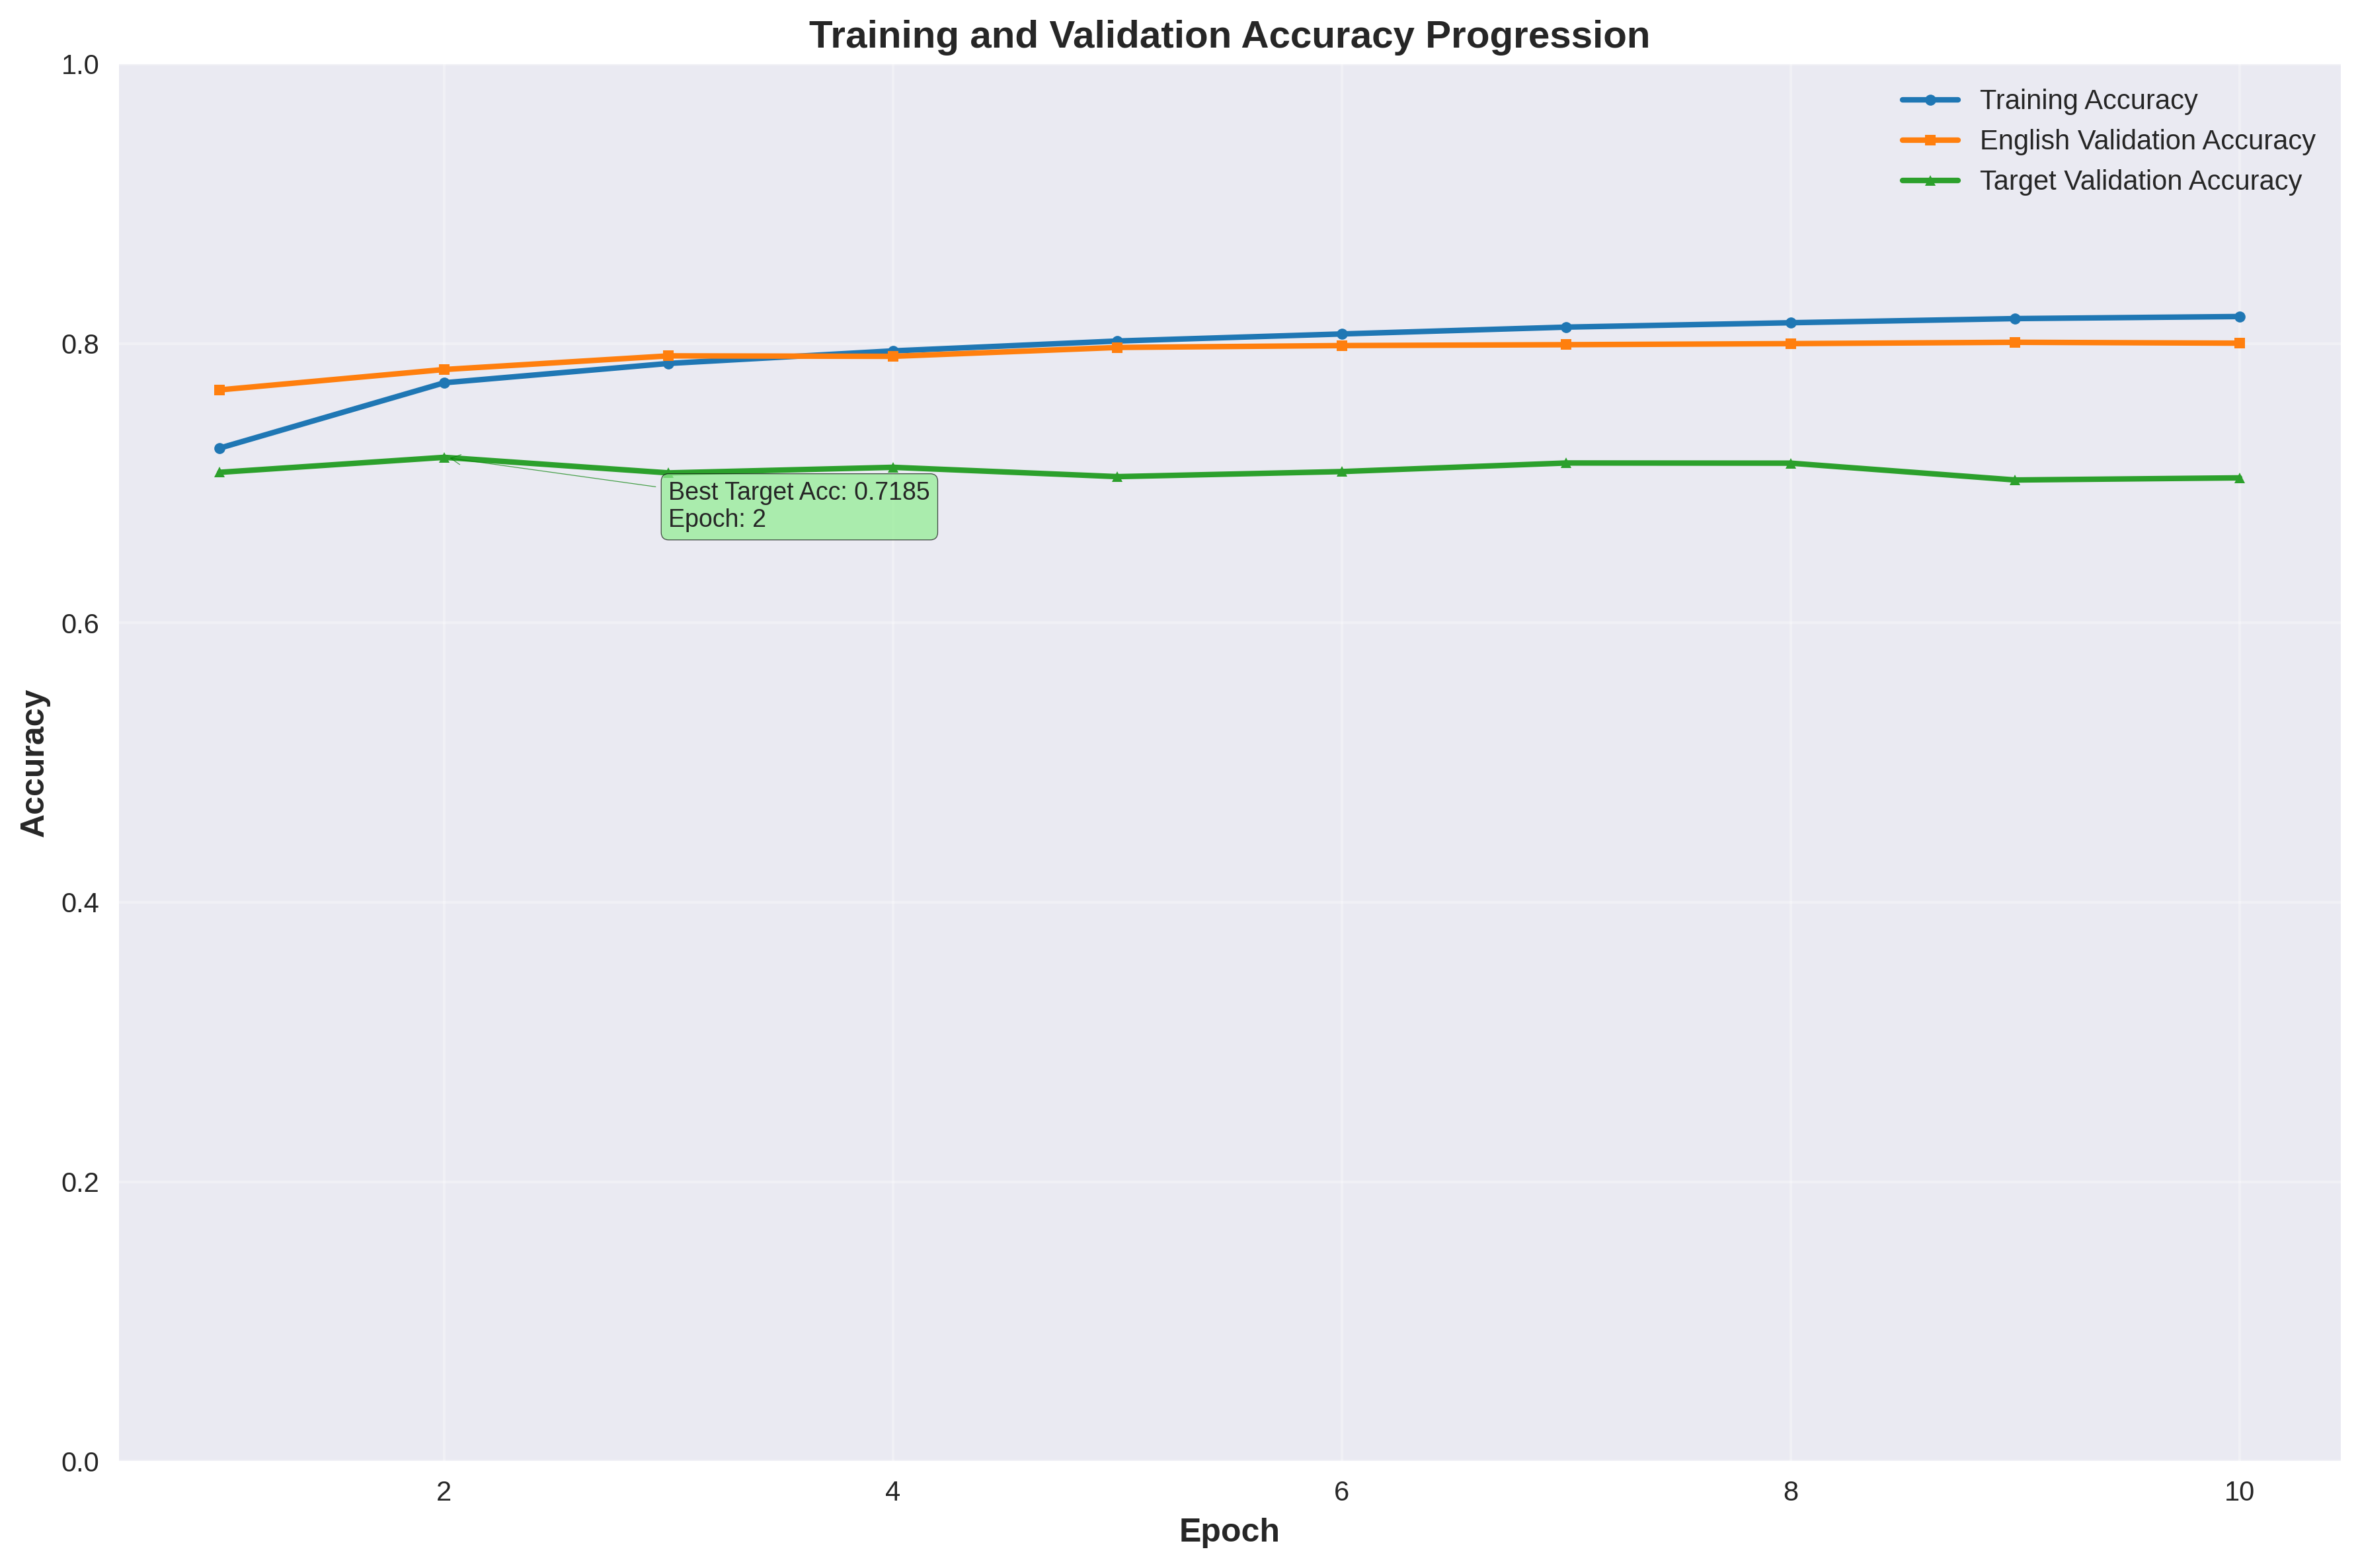 Training and Validation Accuracy Progression
Training Accuracy
English Validation Accuracy
Target Validation Accuracy
1.0
0.8
0.6
0.4
0.2
0.0
Accuracy
Best Target Acc: 0.7185
Epoch: 2
2
4
6
8
10
Epoch